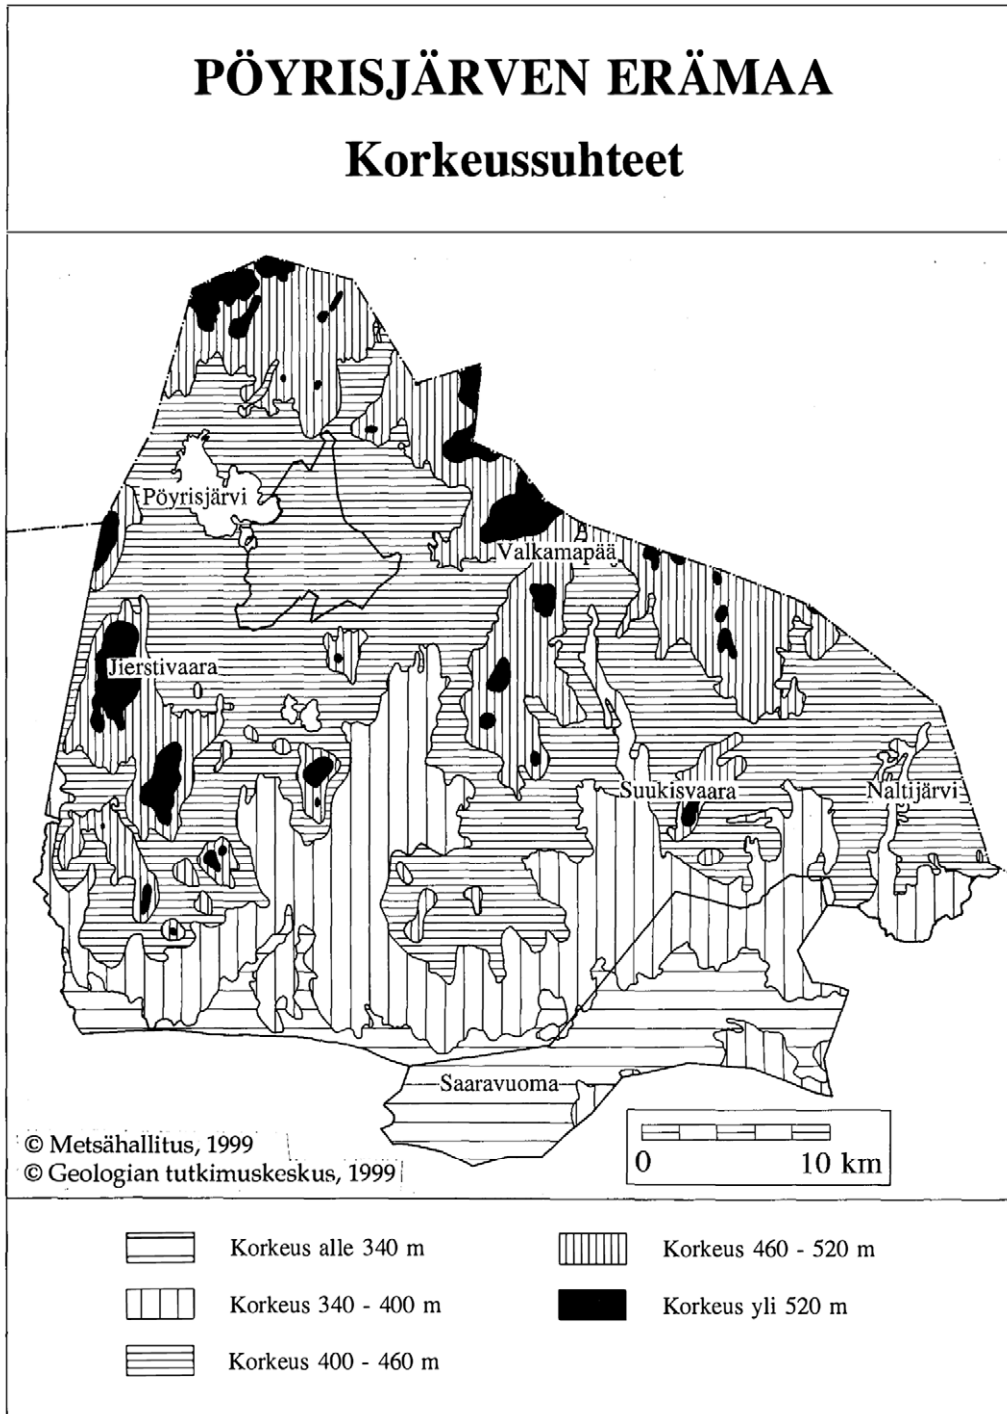 PÖYRISJÄRVEN ERÄMAA
Korkeussuhteet
Pöyrisjärvi
Valkamapää
Jierstivaara
Suukisvaara
Naltijärvi
Saaravuoma
© Metsähallitus, 1999
© Geologian tutkimuskeskus, 1999
0 10 km
Korkeus alle 340 m
Korkeus 340 - 400 m
Korkeus 400 - 460 m
Korkeus 460 - 520 m
Korkeus yli 520 m